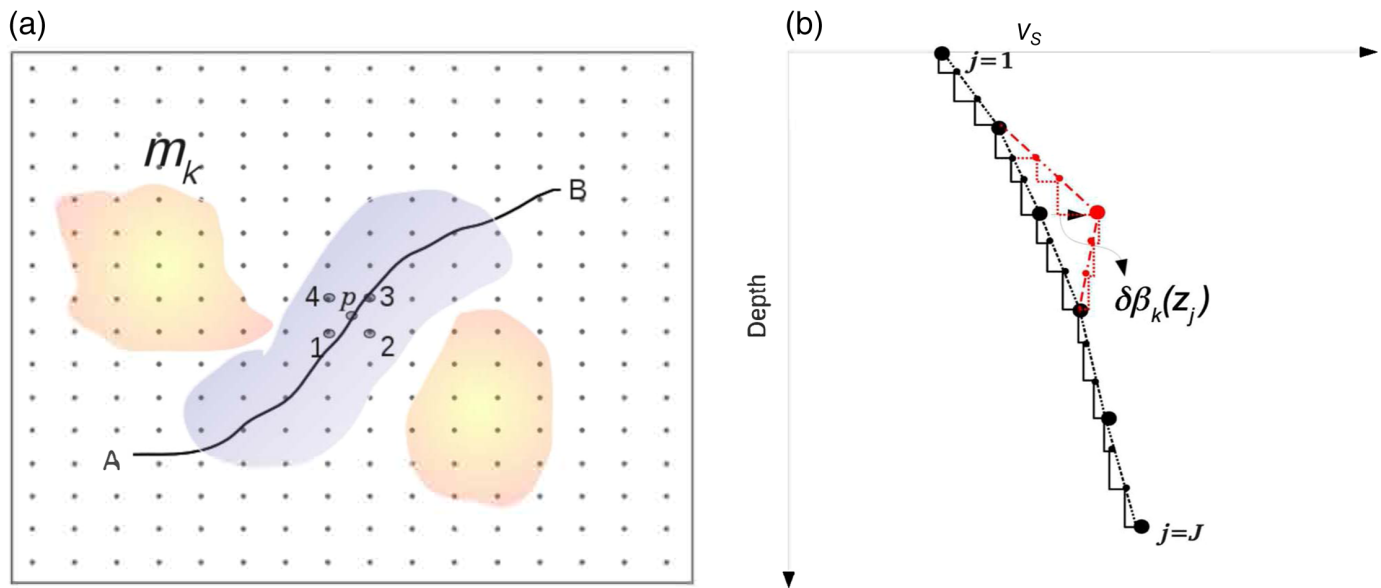 (a)
m_k
B
4 p 3
1 2
A
(b)
V_S
j=1
Depth
δβ_k(z_j)
j=J